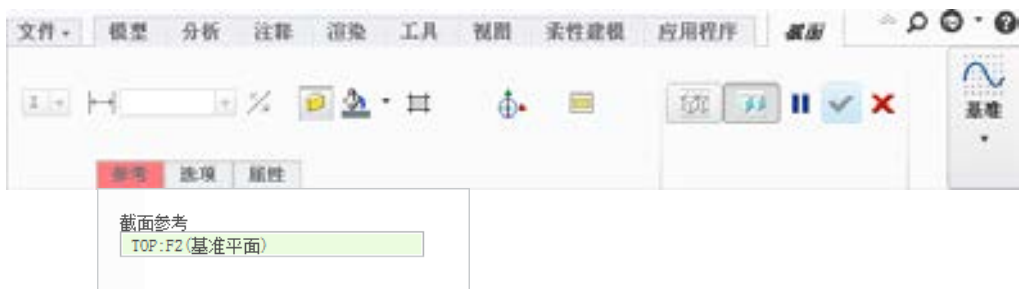 文件 模型 分析 注释 渲染 工具 视图 柔性建模 应用程序 截面
基准
参考 选项 属性
截面参考
TOP:F2(基准平面)